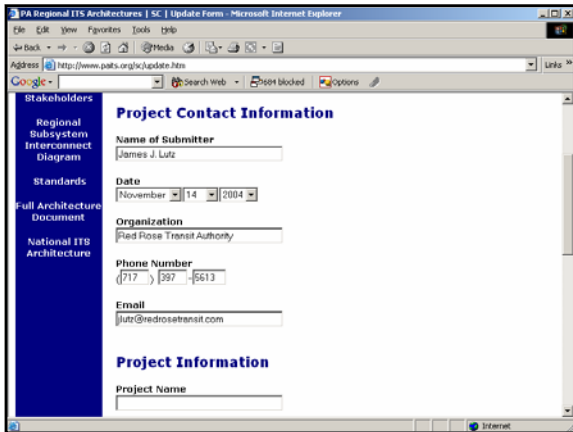 PA Regional ITS Architectures | SC | Update Form - Microsoft Internet Explorer
File Edit View Favorites Tools Help
Back Search Web 5684 blocked Options
Media
Address http://www.paits.org/sc/update.htm Links »
Google
Stakeholders
Regional
Subsystem
Interconnect
Diagram
Standards
Full Architecture
Document
National ITS
Architecture
Project Contact Information
Name of Submitter
James J. Lutz
Date
November 14 2004
Organization
Red Rose Transit Authority
Phone Number
(717) 397 -5613
Email
jlutz@redrosetransit.com
Project Information
Project Name
Internet